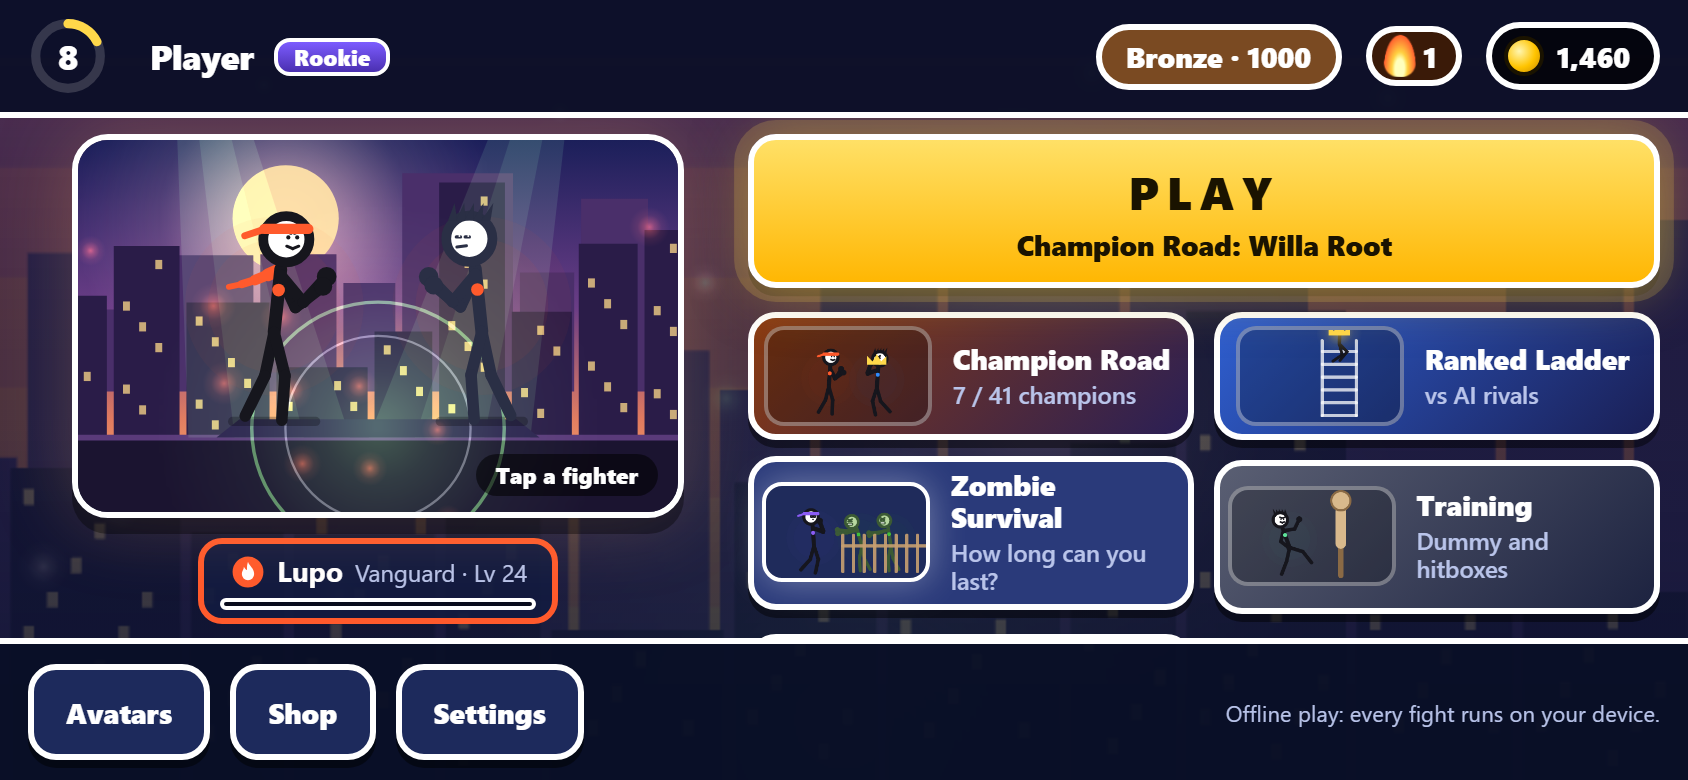 8
Player
Rookie
Bronze · 1000
1
1,460
Tap a fighter
Lupo Vanguard · Lv 24
PLAY
Champion Road: Willa Root
Champion Road
7 / 41 champions
Ranked Ladder
vs AI rivals
Zombie
Survival
How long can you
last?
Training
Dummy and
hitboxes
Avatars
Shop
Settings
Offline play: every fight runs on your device.